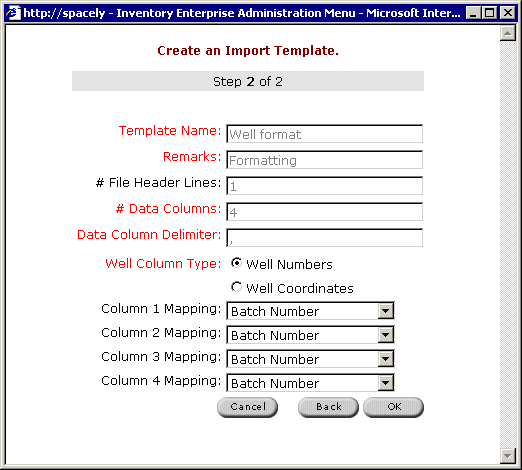 http://spacely - Inventory Enterprise Administration Menu - Microsoft Inter...
Create an Import Template.
Step 2 of 2
Template Name: Well format
Remarks: Formatting
# File Header Lines: 1
# Data Columns: 4
Data Column Delimiter: ,
Well Column Type: Well Numbers
Well Coordinates
Column 1 Mapping: Batch Number
Column 2 Mapping: Batch Number
Column 3 Mapping: Batch Number
Column 4 Mapping: Batch Number
Cancel Back OK